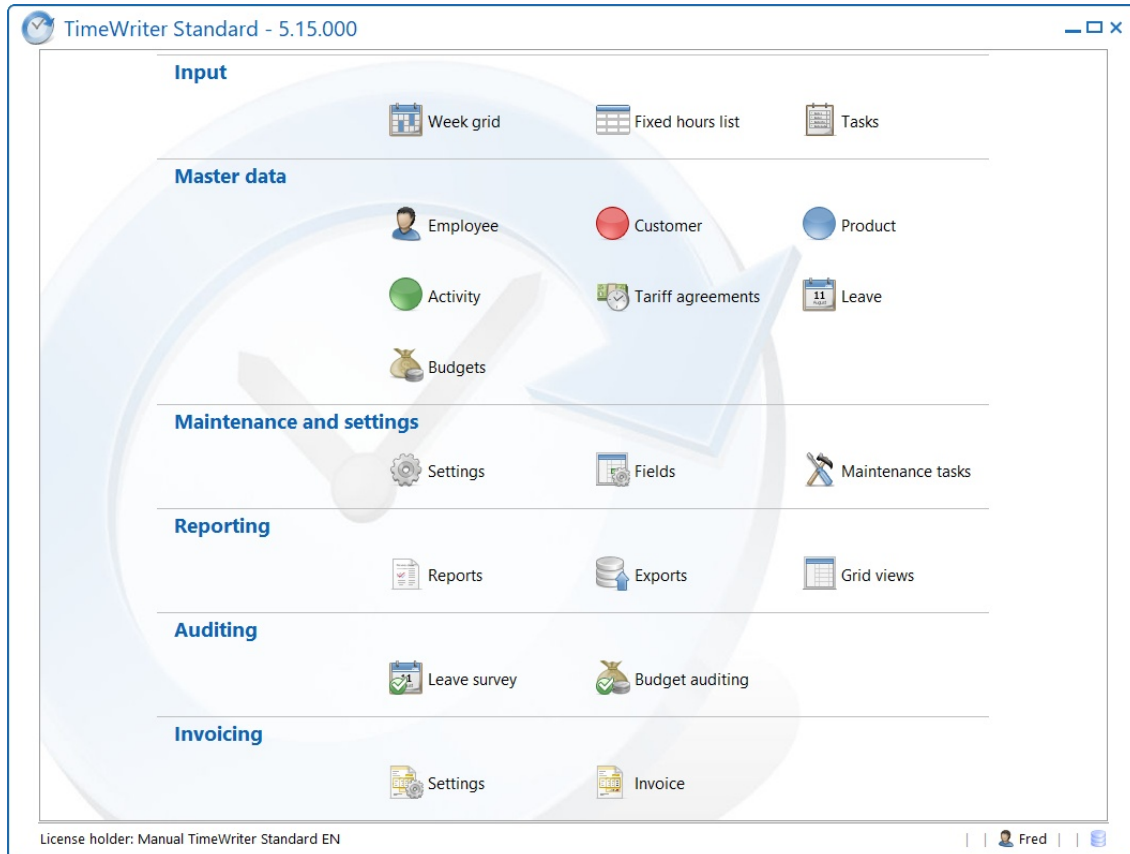 TimeWriter Standard - 5.15.000
Input
Week grid Fixed hours list Tasks
Master data
Employee Customer Product
Activity Tariff agreements 11 August Leave
Budgets
Maintenance and settings
Settings Fields Maintenance tasks
Reporting
Reports Exports Grid views
Auditing
Leave survey Budget auditing
Invoicing
Settings Invoice
License holder: Manual TimeWriter Standard EN | | Fred | |